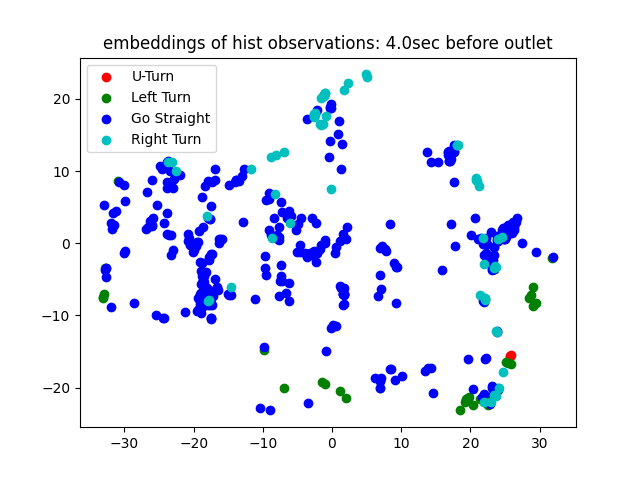 embeddings of hist observations: 4.0sec before outlet
U-Turn
Left Turn
Go Straight
Right Turn
20
10
0
−10
−20
−30 −20 −10 0 10 20 30